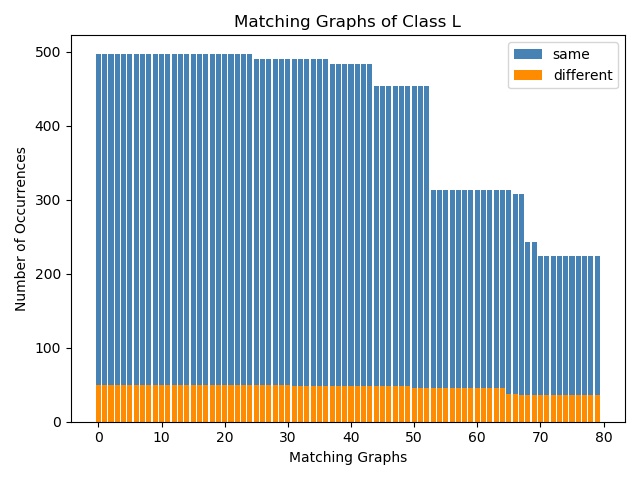 Matching Graphs of Class L
same
different
Number of Occurrences
500
400
300
200
100
0
0 10 20 30 40 50 60 70 80
Matching Graphs